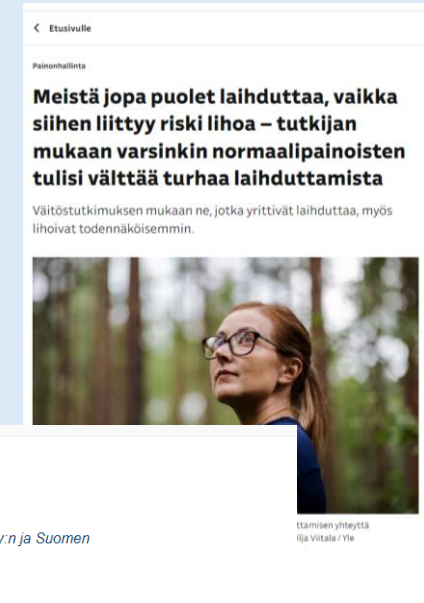 Etusivulle
Painonhallinta
Meistä jopa puolet laihduttaa, vaikka
siihen liittyy riski lihoa – tutkijan
mukaan varsinkin normaalipainoisten
tulisi välttää turhaa laihduttamista
Väitöstutkimuksen mukaan ne, jotka yrittivät laihduttaa, myös
lihoivat todennäköisemmin.
ttamisen yhteyttä
ilja Viitala / Yle
y:n ja Suomen